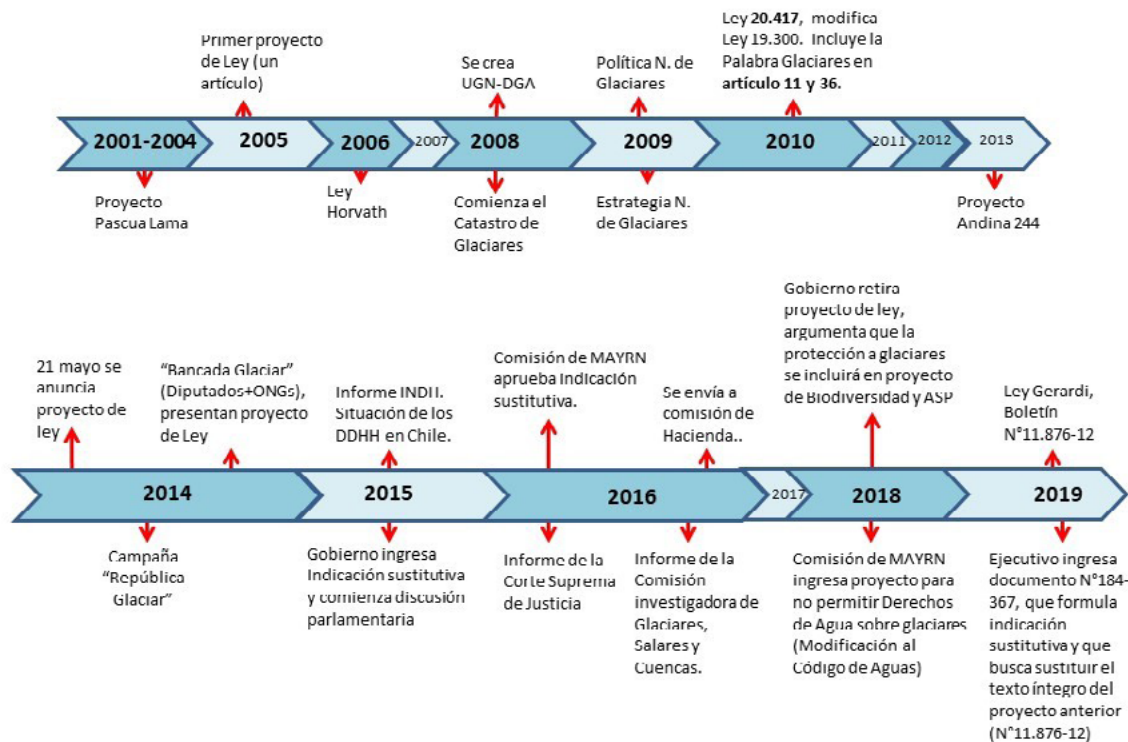 Primer proyecto
de Ley (un
artículo)
Se crea
UGN-DGA
Política N. de
Glaciares
Ley 20.417, modifica
Ley 19.300. Incluye la
Palabra Glaciares en
artículo 11 y 36.
2001-2004
2005
2006
2007
2008
2009
2010
2011
2012
2013
Proyecto
Pascua Lama
Ley
Horvath
Comienza el
Catastro de
Glaciares
Estrategia N.
de Glaciares
Proyecto
Andina 244
21 mayo se
anuncia
proyecto de
ley
“Bancada Glaciar”
(Diputados+ONGs),
presentan proyecto
de Ley
Informe INDH.
Situación de los
DDHH en Chile.
Comisión de MAYRN
aprueba indicación
sustitutiva.
Se envía a
comisión de
Hacienda..
Gobierno retira
proyecto de ley,
argumenta que la
protección a glaciares
se incluirá en proyecto
de Biodiversidad y ASP
Ley Gerardi,
Boletín
N°11.876-12
2014
2015
2016
2017
2018
2019
Campaña
“República
Glaciar”
Gobierno ingresa
Indicación sustitutiva
y comienza discusión
parlamentaria
Informe de la
Corte Suprema
de Justicia
Informe de la
Comisión
investigadora de
Glaciares,
Salares y
Cuencas.
Comisión de MAYRN
ingresa proyecto para
no permitir Derechos
de Agua sobre glaciares
(Modificación al
Código de Aguas)
Ejecutivo ingresa
documento N°184-
367, que formula
indicación
sustitutiva y que
busca sustituir el
texto íntegro del
proyecto anterior
(N°11.876-12)